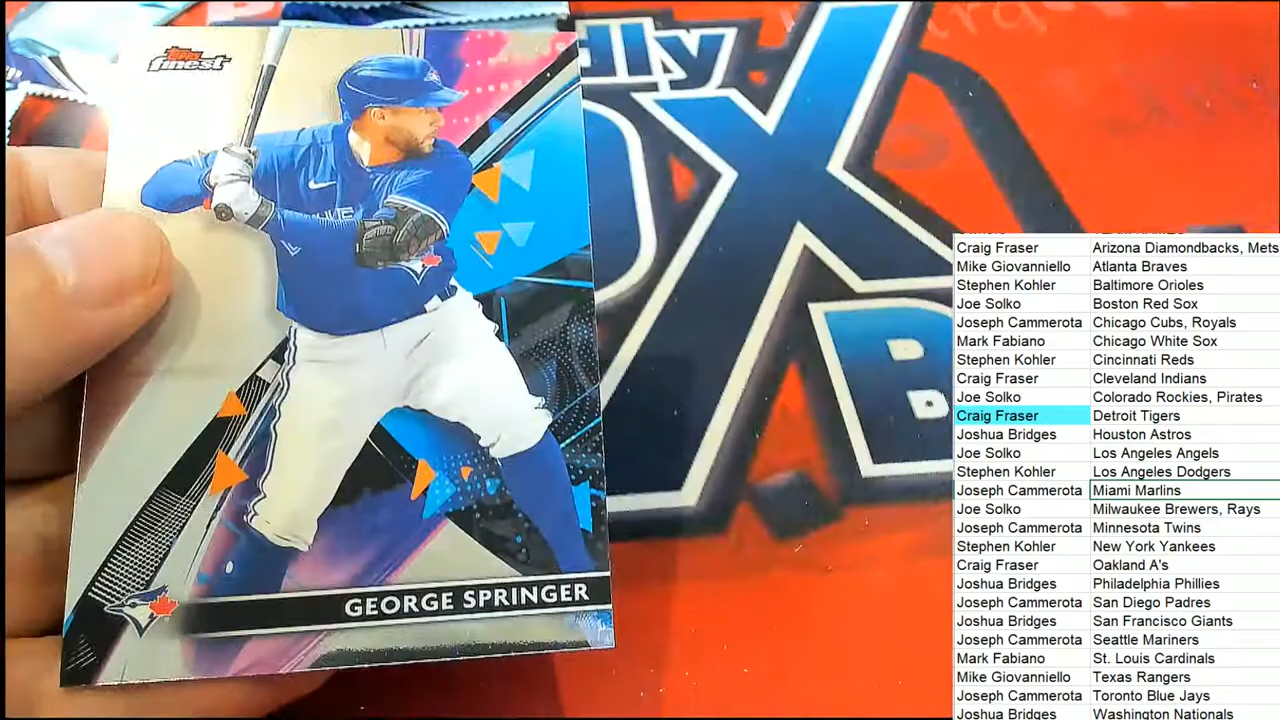 TOPPS
finest
GEORGE SPRINGER
dly
OX
B
Craig Fraser Arizona Diamondbacks, Mets
Mike Giovanniello Atlanta Braves
Stephen Kohler Baltimore Orioles
Joe Solko Boston Red Sox
Joseph Cammerota Chicago Cubs, Royals
Mark Fabiano Chicago White Sox
Stephen Kohler Cincinnati Reds
Craig Fraser Cleveland Indians
Joe Solko Colorado Rockies, Pirates
Craig Fraser Detroit Tigers
Joshua Bridges Houston Astros
Joe Solko Los Angeles Angels
Stephen Kohler Los Angeles Dodgers
Joseph Cammerota Miami Marlins
Joe Solko Milwaukee Brewers, Rays
Joseph Cammerota Minnesota Twins
Stephen Kohler New York Yankees
Craig Fraser Oakland A's
Joshua Bridges Philadelphia Phillies
Joseph Cammerota San Diego Padres
Joshua Bridges San Francisco Giants
Joseph Cammerota Seattle Mariners
Mark Fabiano St. Louis Cardinals
Mike Giovanniello Texas Rangers
Joseph Cammerota Toronto Blue Jays
Joshua Bridges Washington Nationals